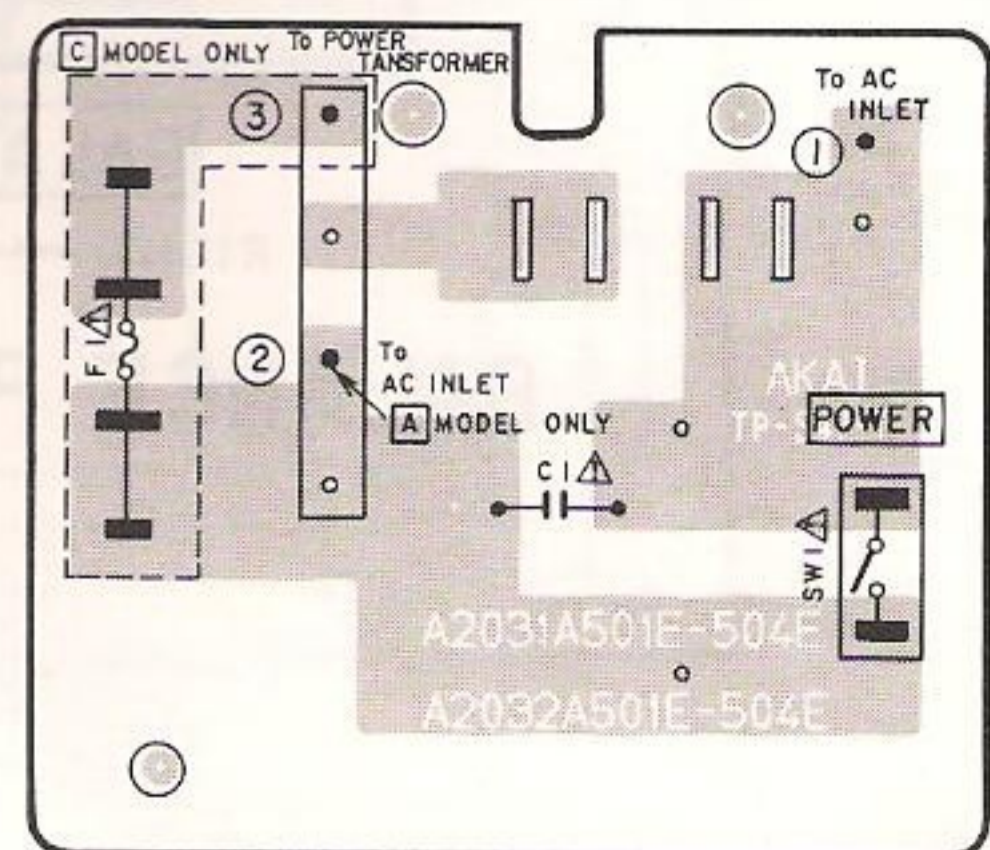 C MODEL ONLY
To POWER
TANSFORMER
To AC
INLET
3
1
2
F1
To
AC INLET
A MODEL ONLY
C1
AKAI
POWER
SW1
A2031A501E-504E
A2032A501E-504E